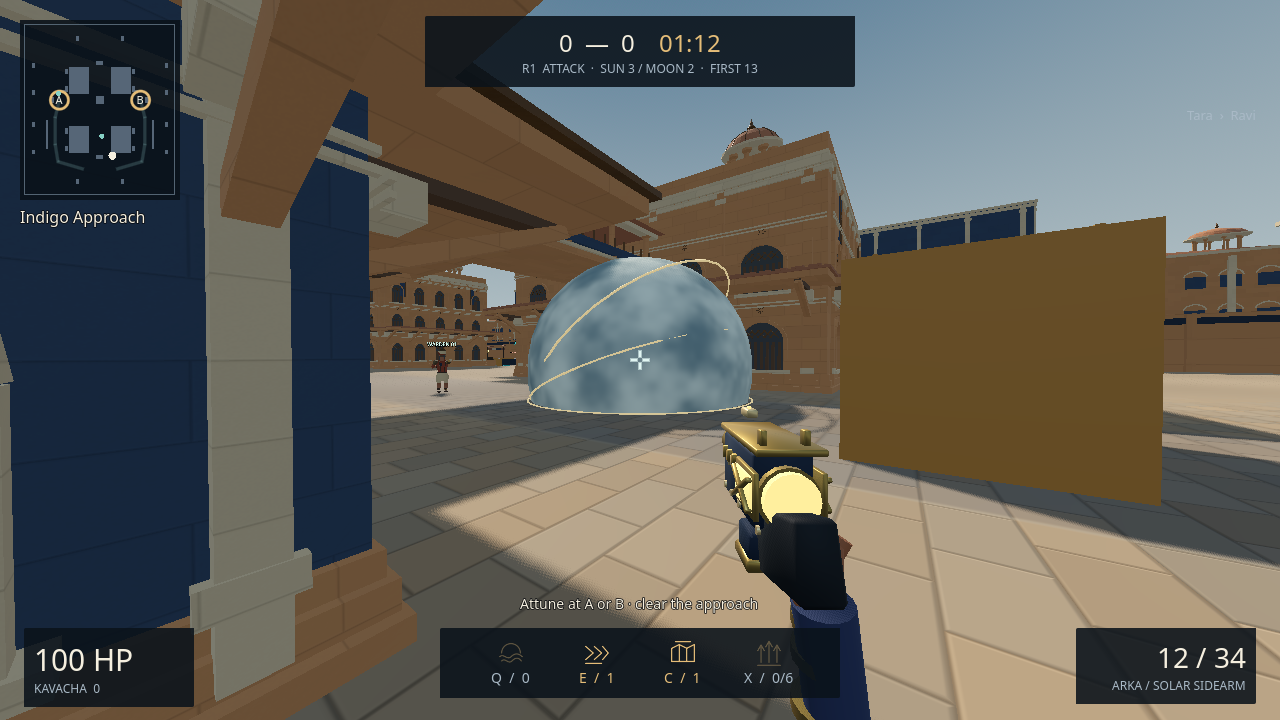 0 — 0 01:12
R1 ATTACK · SUN 3 / MOON 2 · FIRST 13
A
B
Tara › Ravi
Indigo Approach
Attune at A or B · clear the approach
100 HP
KAVACHA 0
Q / 0
E / 1
C / 1
X / 0/6
12 / 34
ARKA / SOLAR SIDEARM